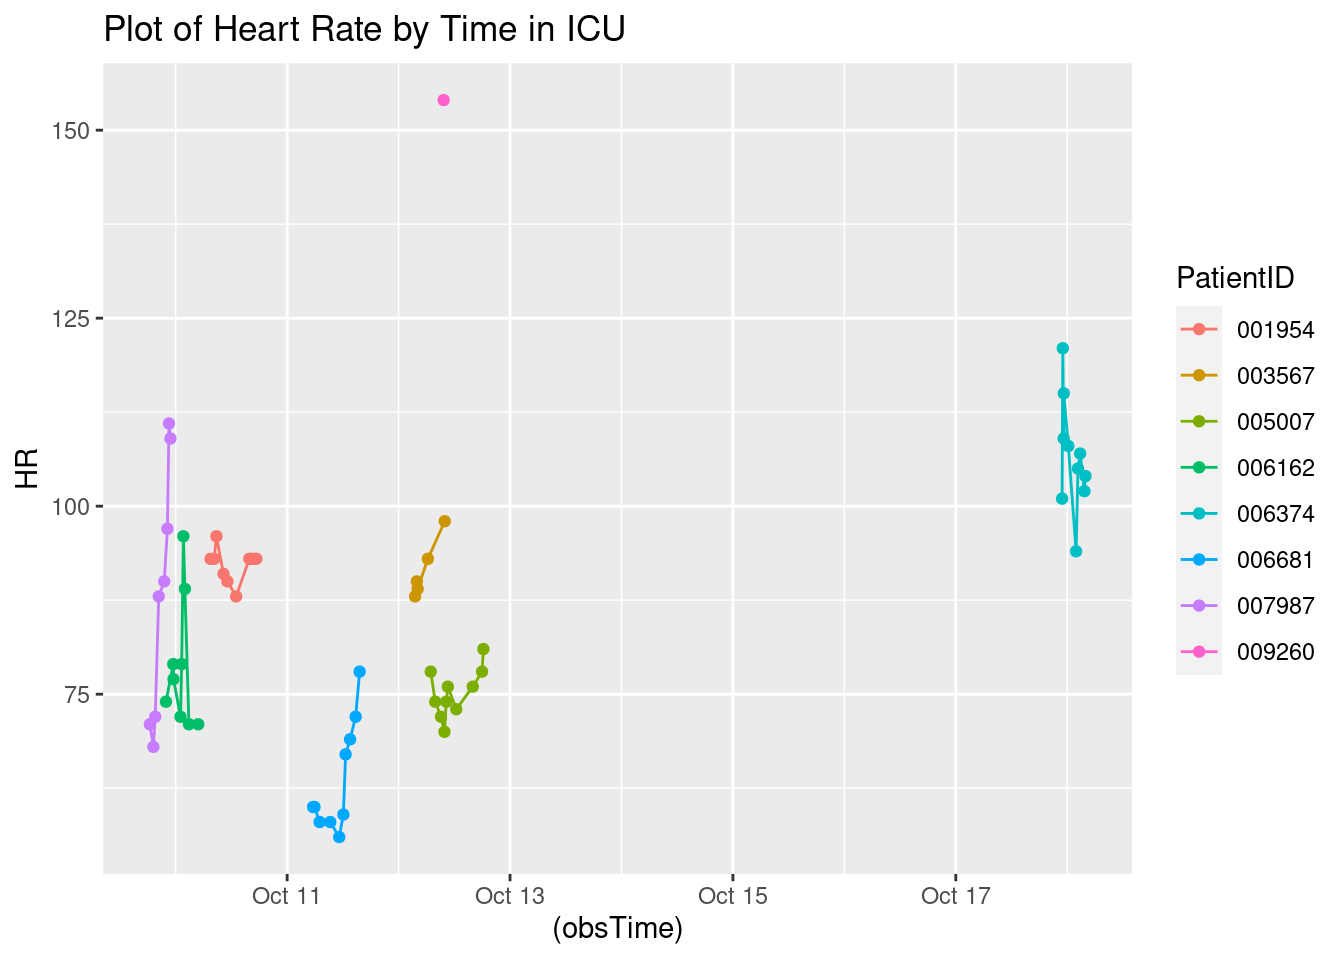 Plot of Heart Rate by Time in ICU
150
125
100
75
HR
Oct 11
Oct 13
Oct 15
Oct 17
(obsTime)
PatientID
001954
003567
005007
006162
006374
006681
007987
009260